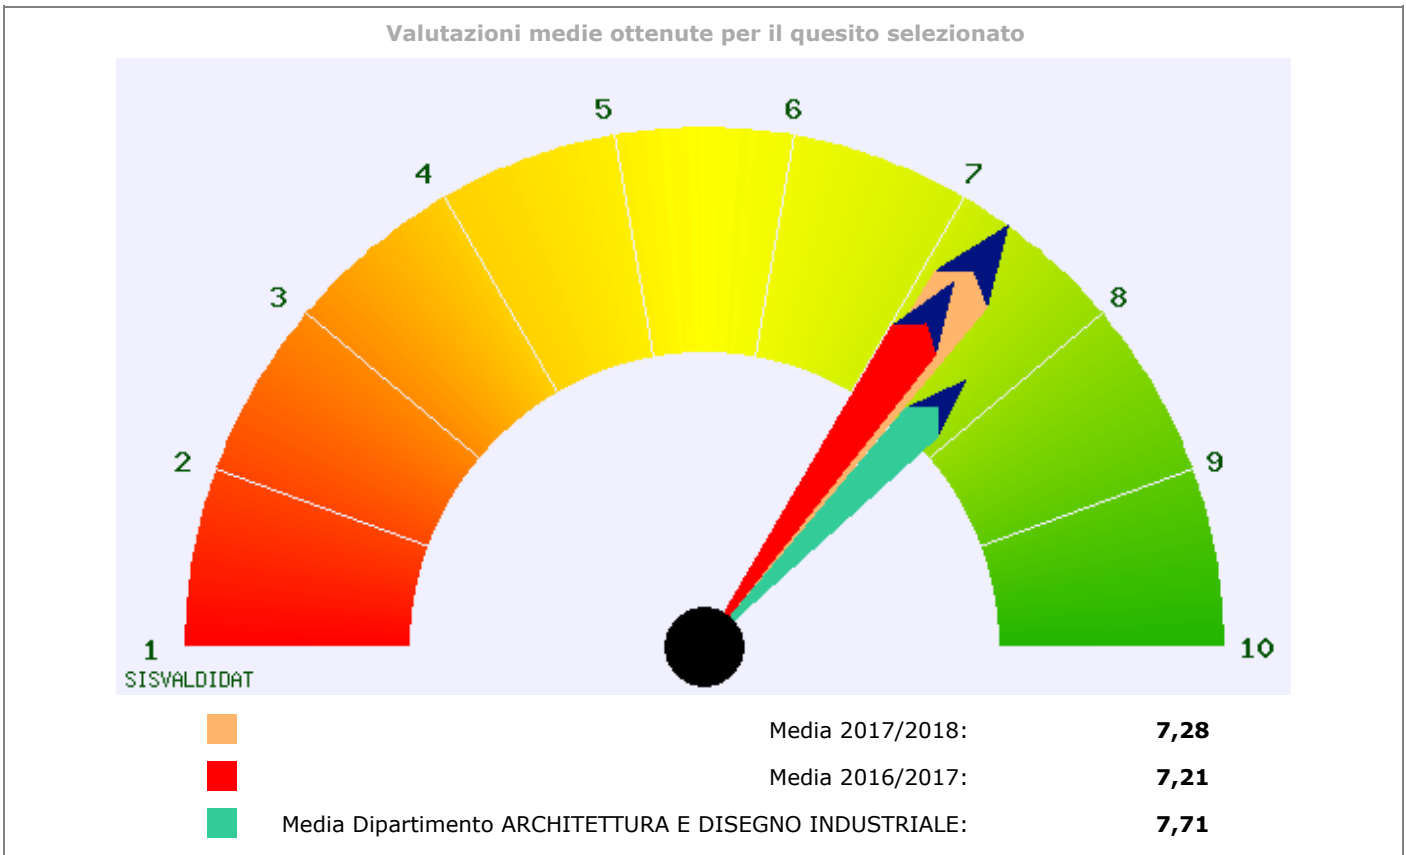 Valutazioni medie ottenute per il quesito selezionato
5 6
4 7
3 8
2 9
1 10
SISVALDIDAT
Media 2017/2018: 7,28
Media 2016/2017: 7,21
Media Dipartimento ARCHITETTURA E DISEGNO INDUSTRIALE: 7,71